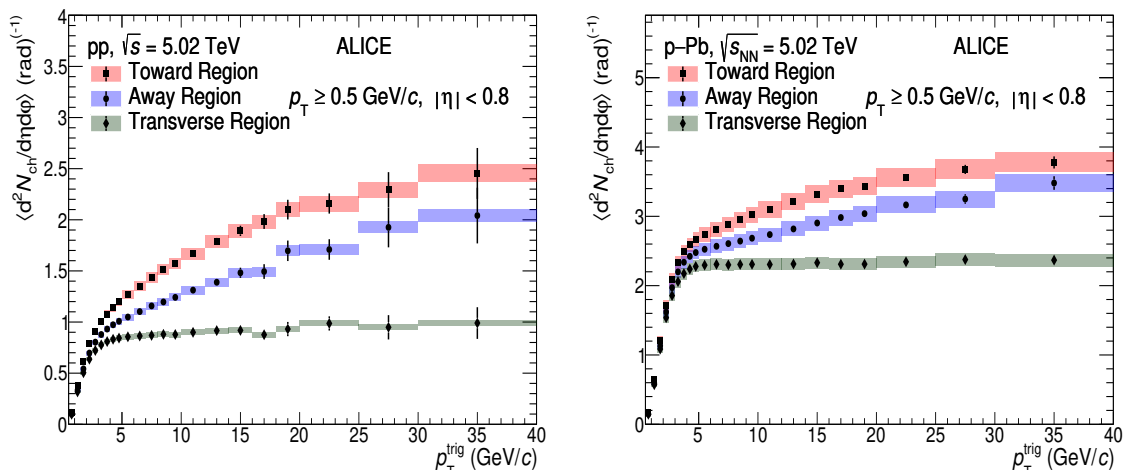 pp, √s = 5.02 TeV ALICE
Toward Region
Away Region
Transverse Region
p_T ≥ 0.5 GeV/c, |η| < 0.8
⟨d²N_ch/dηdφ⟩ (rad)^(-1)
4
3.5
3
2.5
2
1.5
1
0.5
0
5 10 15 20 25 30 35 40
p_T^trig (GeV/c)
p–Pb, √s_NN = 5.02 TeV ALICE
Toward Region
Away Region
Transverse Region
p_T ≥ 0.5 GeV/c, |η| < 0.8
⟨d²N_ch/dηdφ⟩ (rad)^(-1)
5
4
3
2
1
0
5 10 15 20 25 30 35 40
p_T^trig (GeV/c)